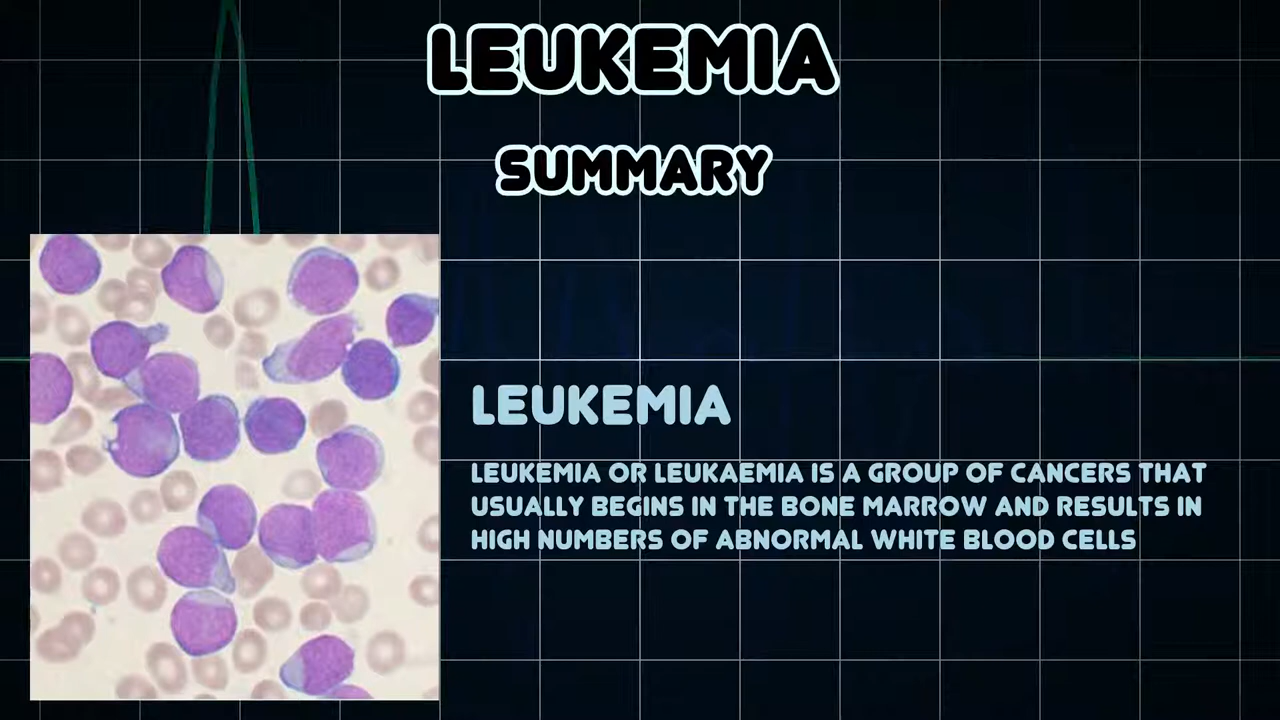 LEUKEMIA
SUMMARY
LEUKEMIA
LEUKEMIA OR LEUKAEMIA IS A GROUP OF CANCERS THAT
USUALLY BEGINS IN THE BONE MARROW AND RESULTS IN
HIGH NUMBERS OF ABNORMAL WHITE BLOOD CELLS